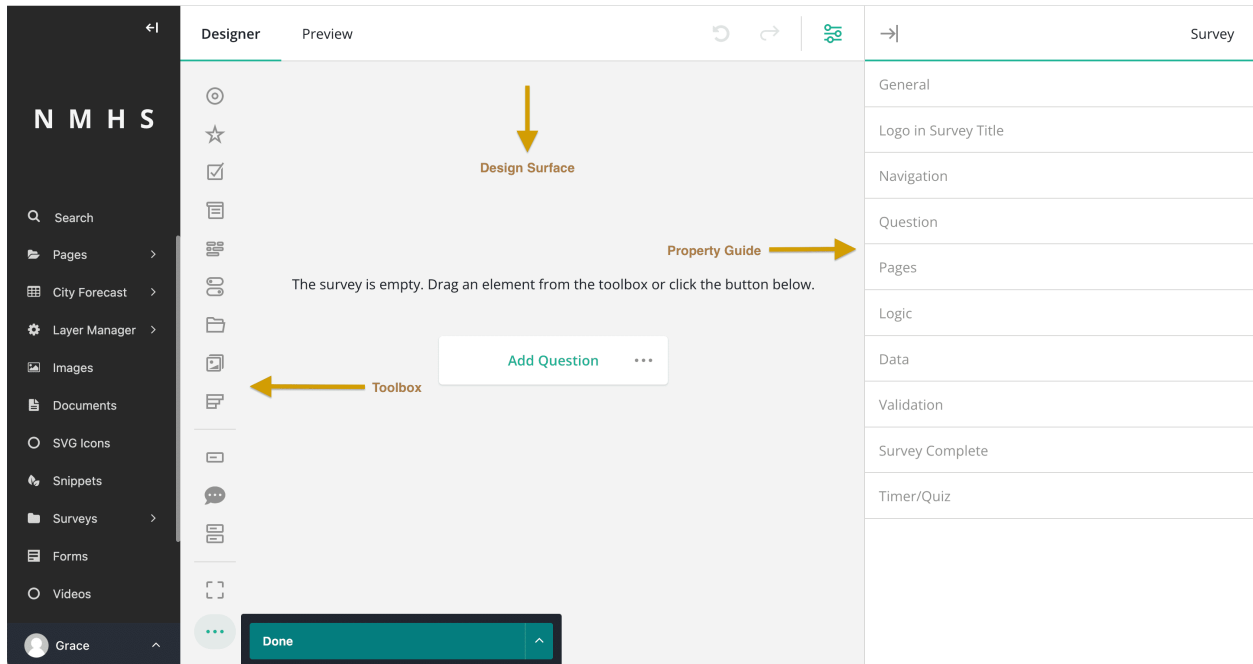 NMHS
Search
Pages
City Forecast
Layer Manager
Images
Documents
SVG Icons
Snippets
Surveys
Forms
Videos
Grace
Designer
Preview
Design Surface
Property Guide
The survey is empty. Drag an element from the toolbox or click the button below.
Add Question
Toolbox
Done
Survey
General
Logo in Survey Title
Navigation
Question
Pages
Logic
Data
Validation
Survey Complete
Timer/Quiz